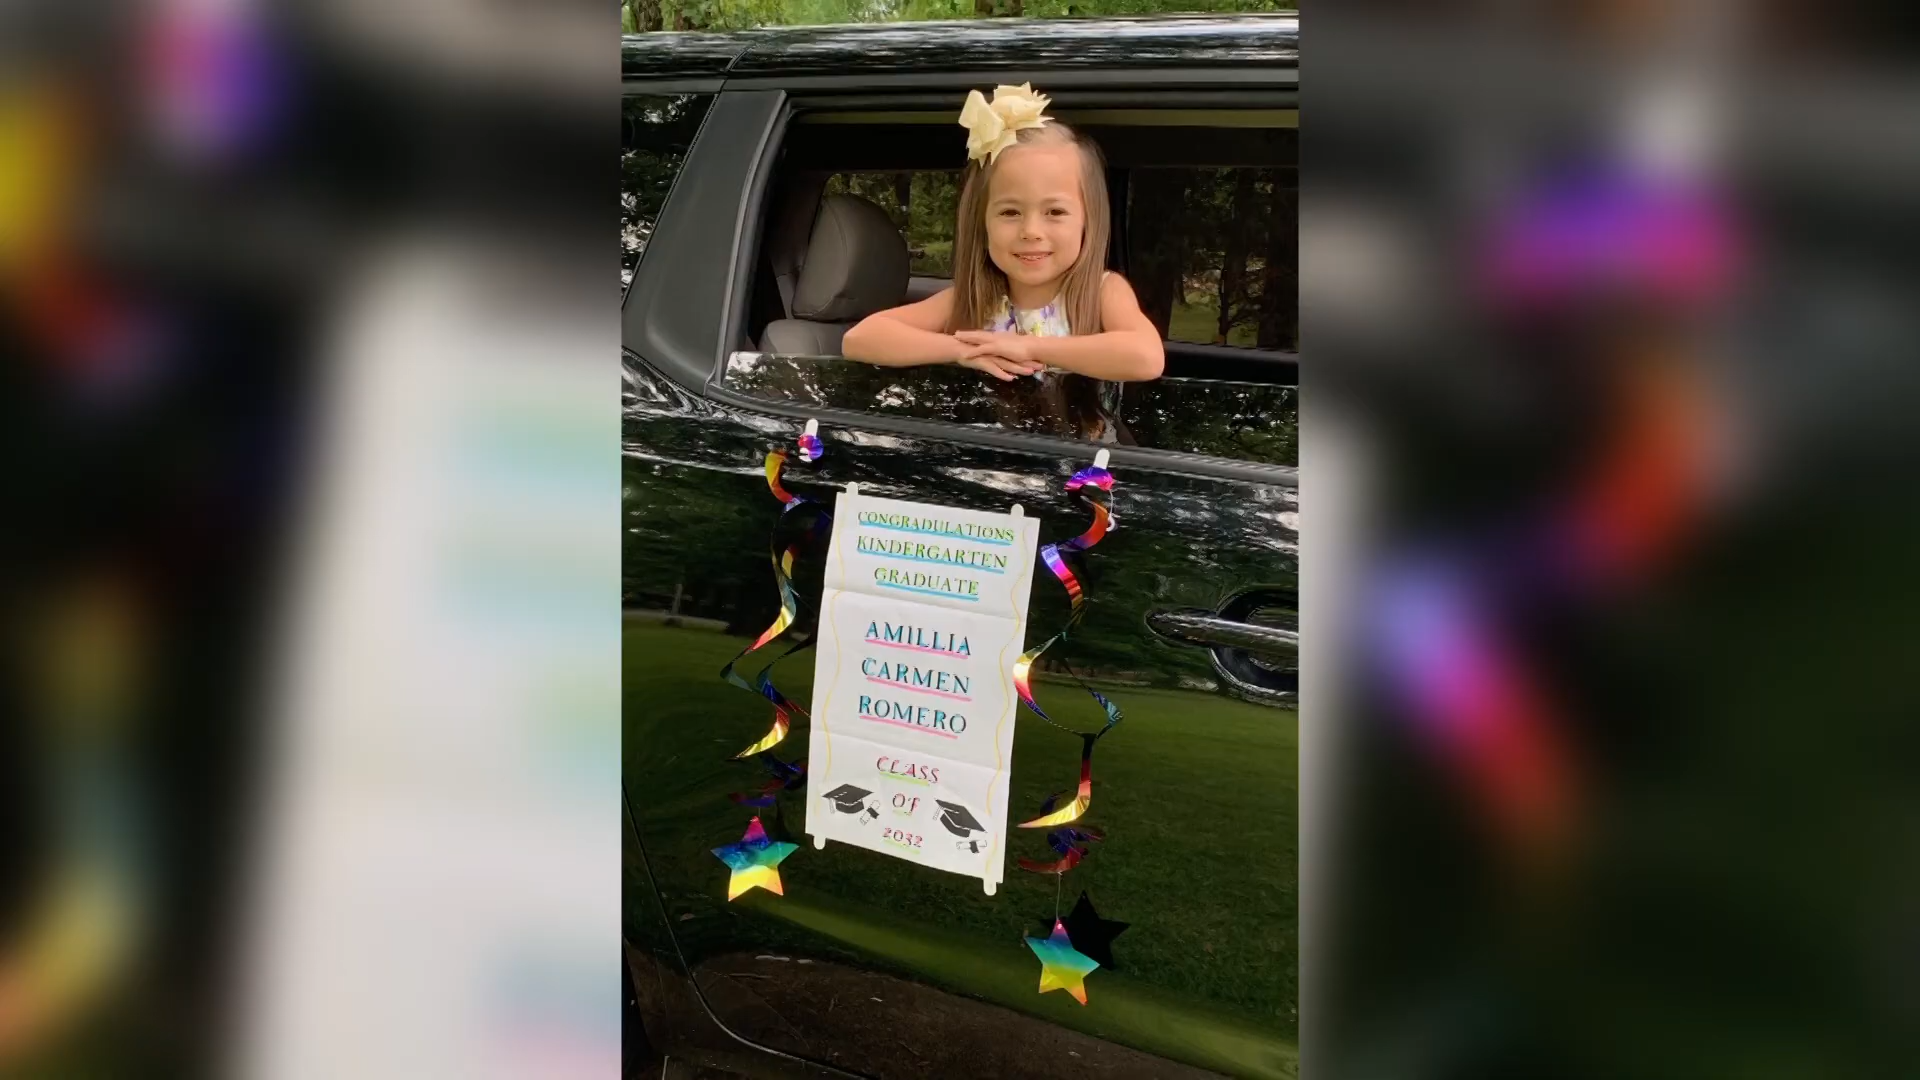 CONGRADULATIONS
KINDERGARTEN
GRADUATE
AMILLIA
CARMEN
ROMERO
CLASS
OF
2032